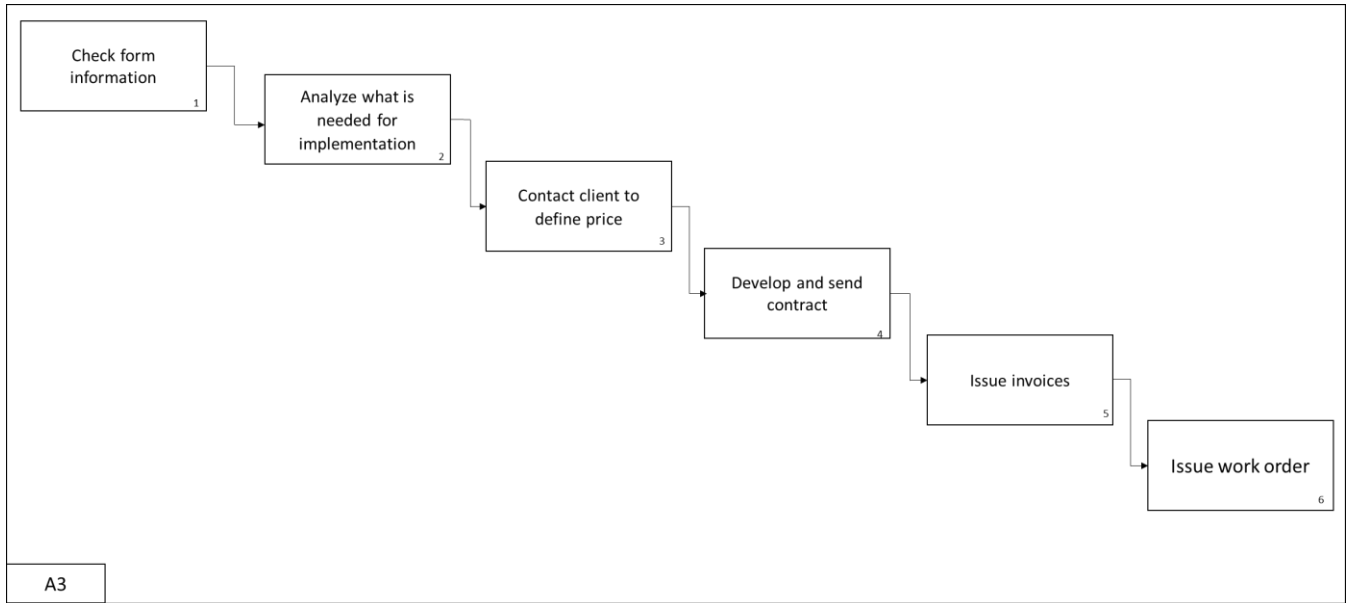 Check form
information
1
Analyze what is
needed for
implementation
2
Contact client to
define price
3
Develop and send
contract
4
Issue invoices
5
Issue work order
6
A3